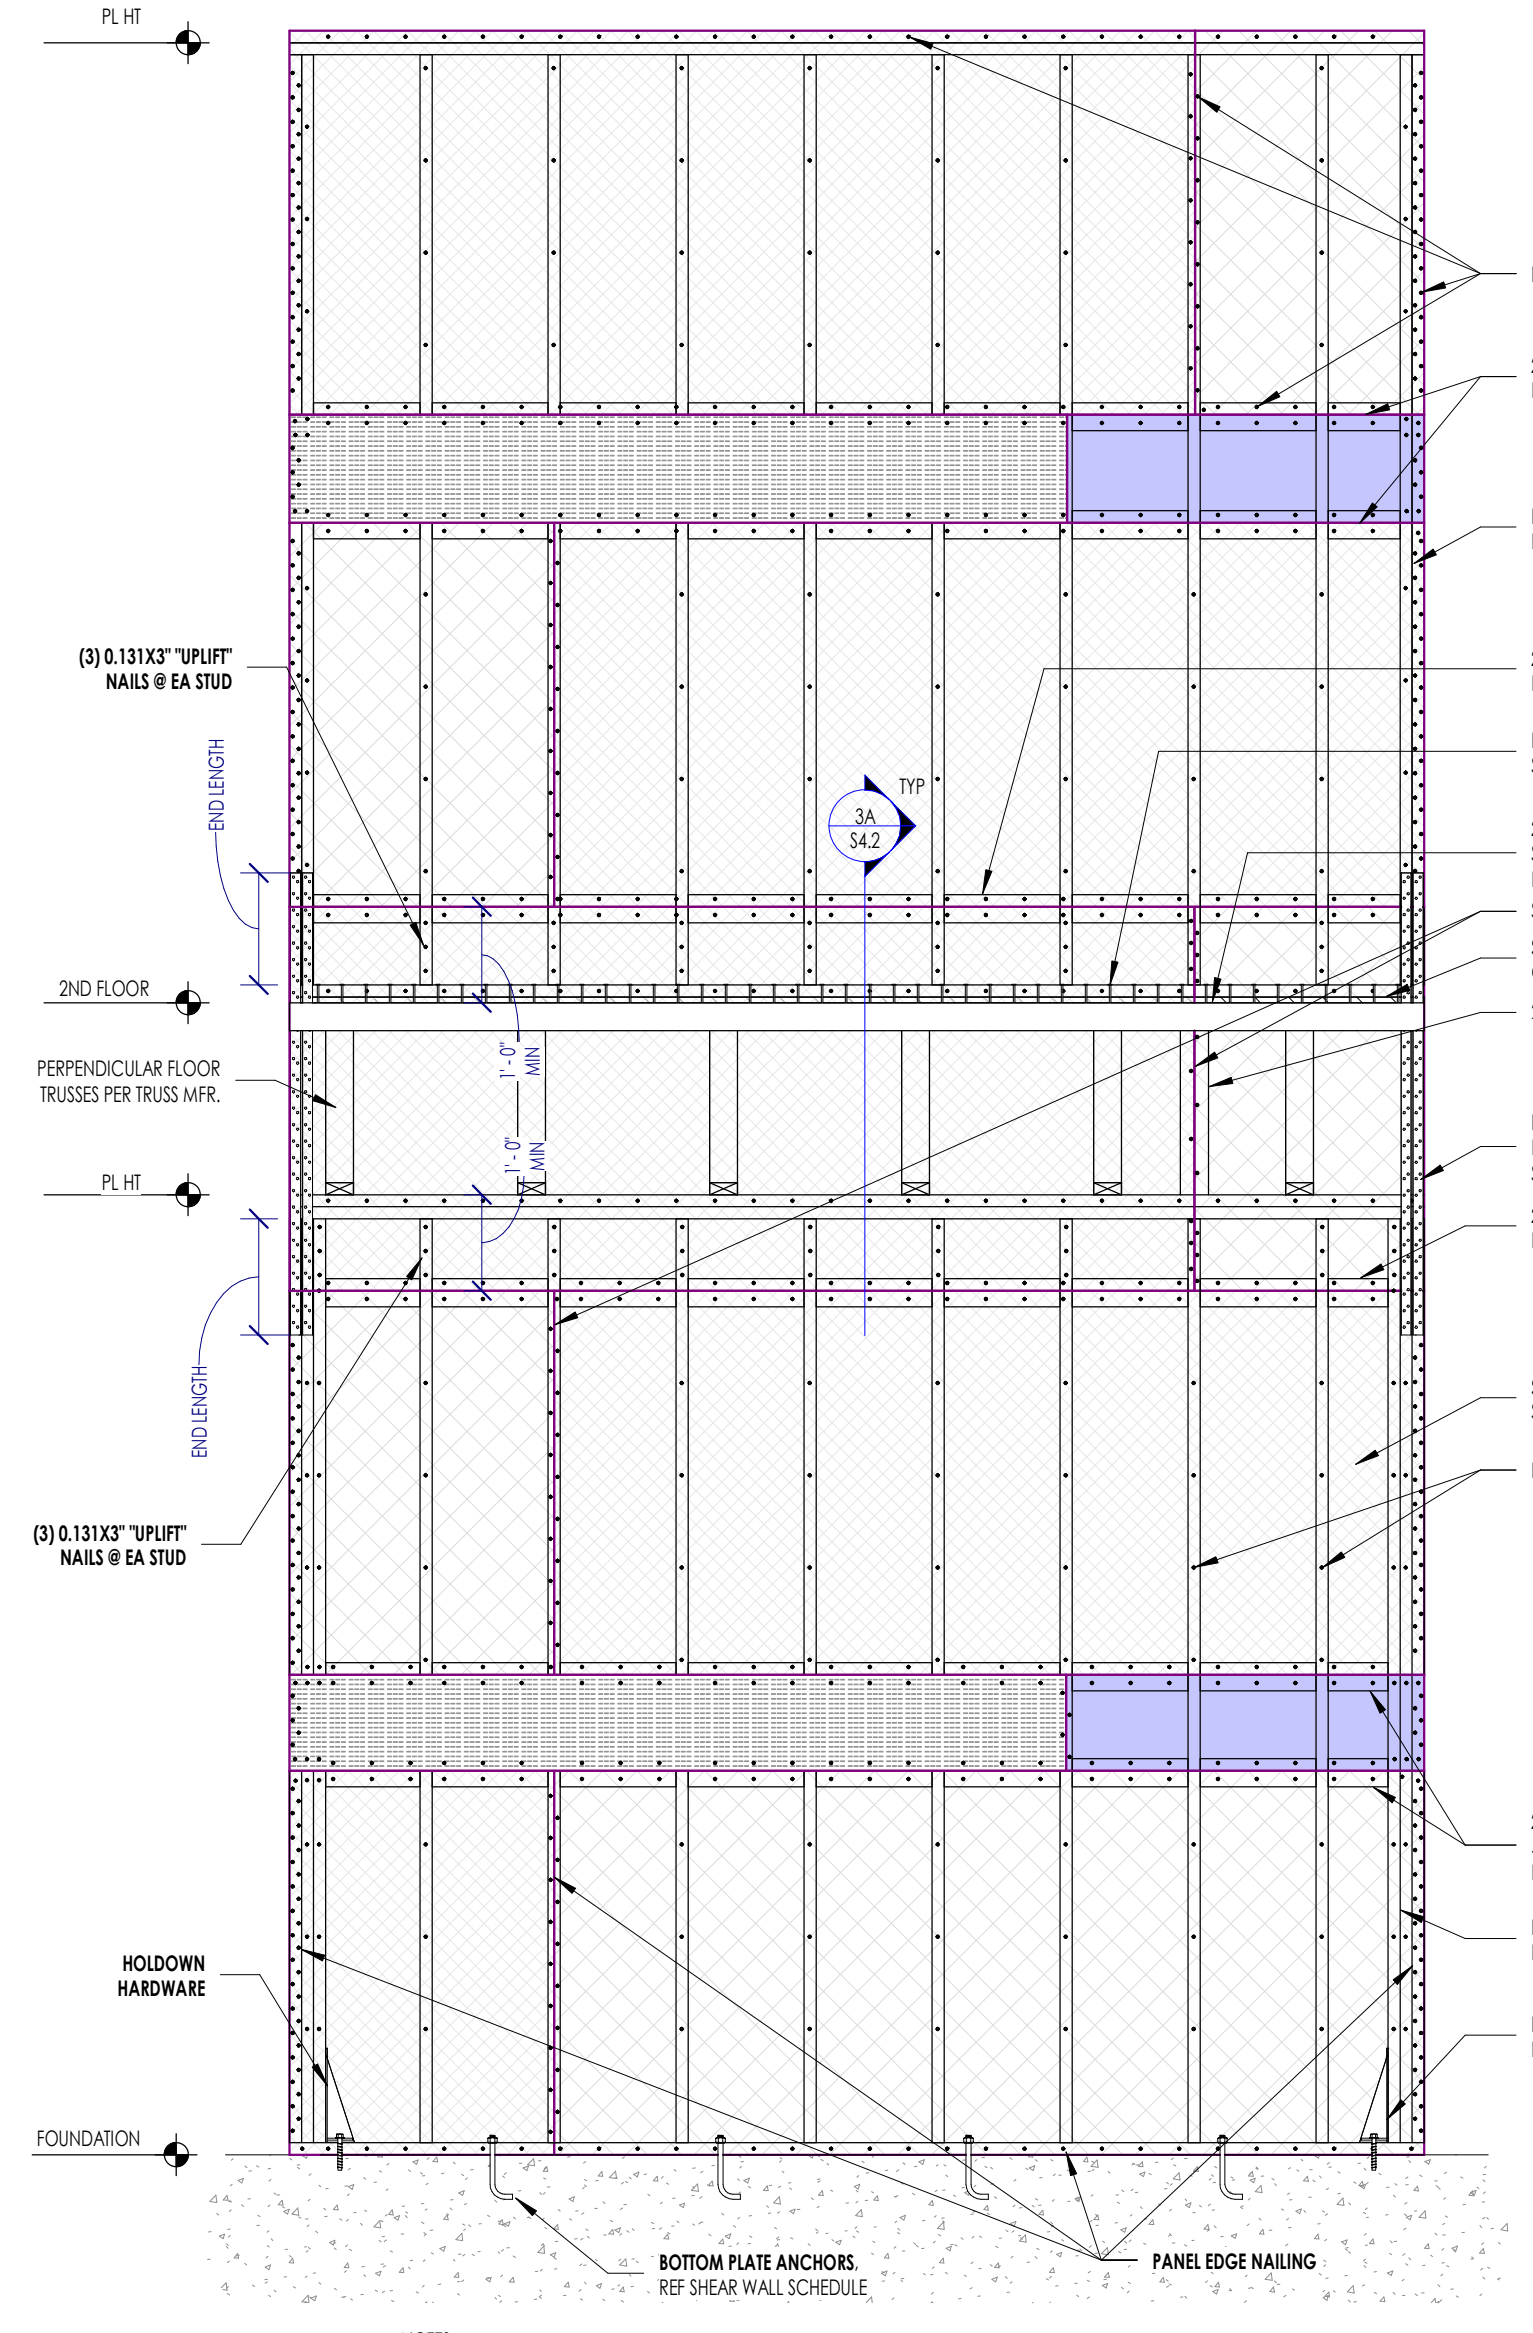 PL HT
(3) 0.131X3" "UPLIFT"
NAILS @ EA STUD
END LENGTH
TYP
3A
S4.2
2ND FLOOR
1' - 0"
MIN
PERPENDICULAR FLOOR
TRUSSES PER TRUSS MFR.
1' - 0"
MIN
PL HT
END LENGTH
(3) 0.131X3" "UPLIFT"
NAILS @ EA STUD
HOLDOWN
HARDWARE
FOUNDATION
BOTTOM PLATE ANCHORS,
REF SHEAR WALL SCHEDULE
PANEL EDGE NAILING